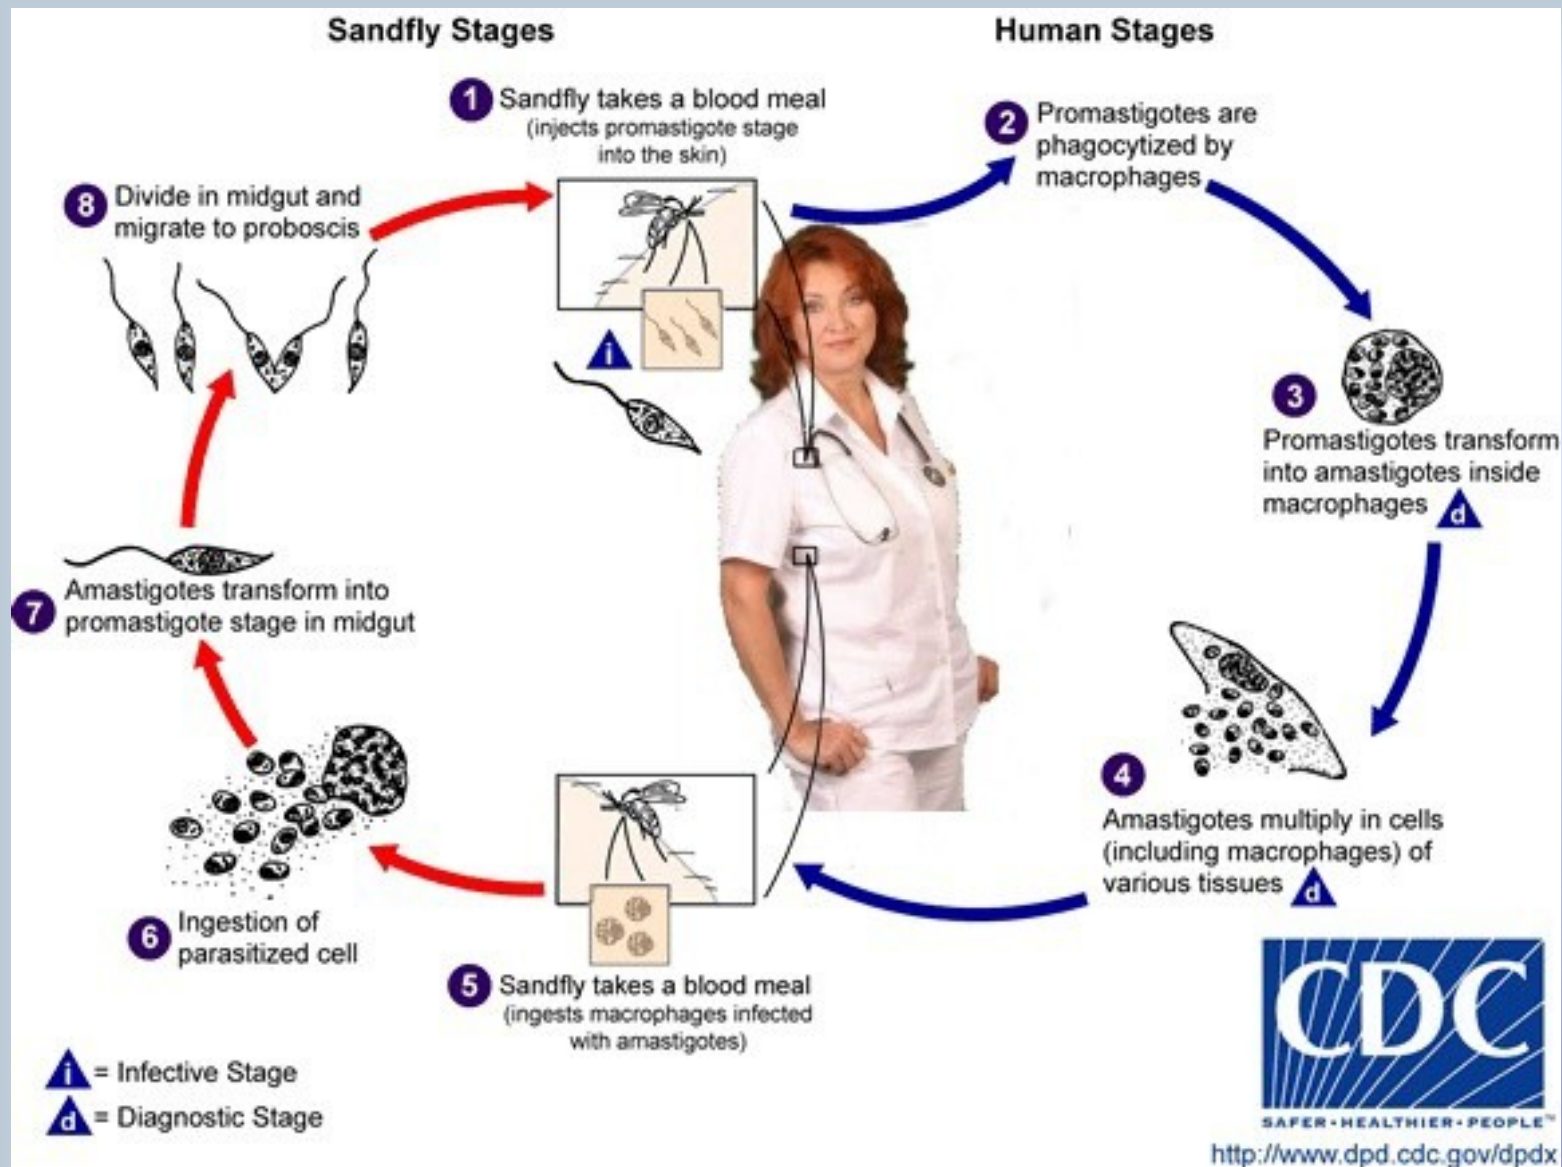 Sandfly Stages
Human Stages
1 Sandfly takes a blood meal
(injects promastigote stage
into the skin)
2 Promastigotes are
phagocytized by
macrophages
8 Divide in midgut and
migrate to proboscis
i
3
Promastigotes transform
into amastigotes inside
macrophages d
7 Amastigotes transform into
promastigote stage in midgut
4
Amastigotes multiply in cells
(including macrophages) of
various tissues d
6 Ingestion of
parasitized cell
5 Sandfly takes a blood meal
(ingests macrophages infected
with amastigotes)
i = Infective Stage
d = Diagnostic Stage
CDC
SAFER·HEALTHIER·PEOPLE™
http://www.dpd.cdc.gov/dpdx